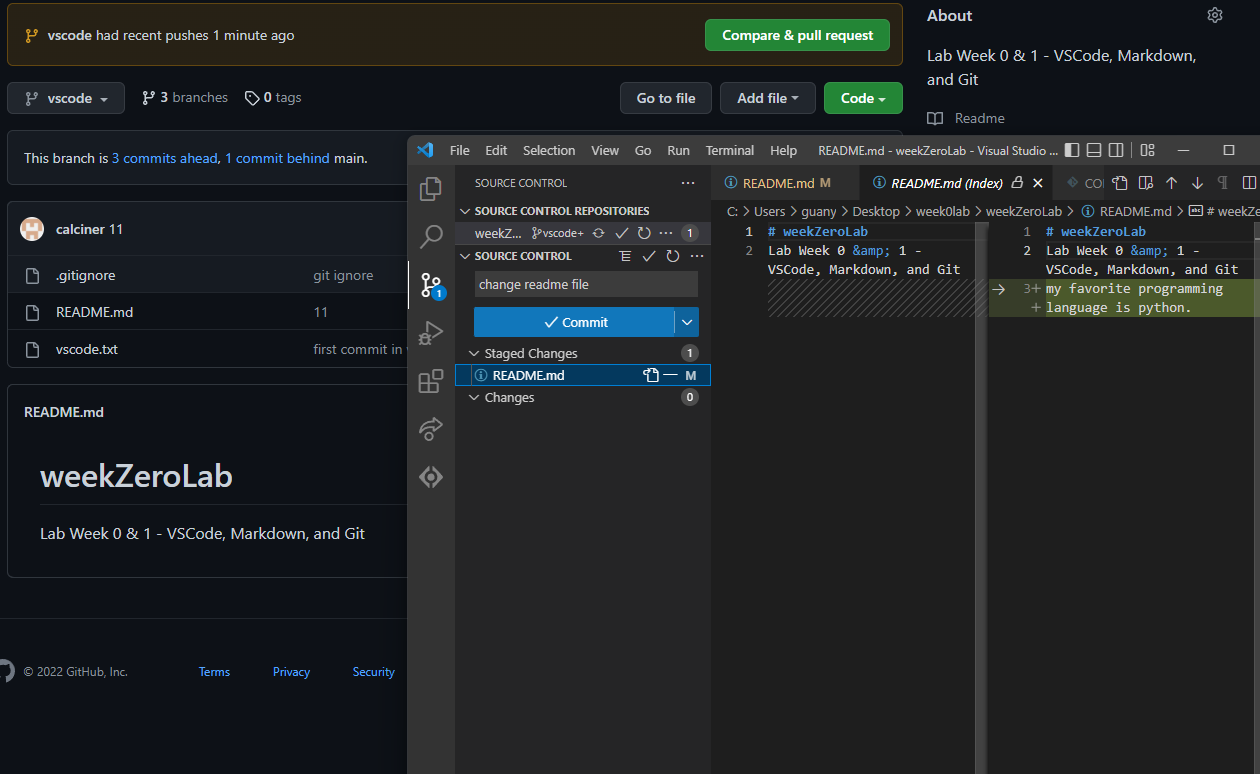 vscode had recent pushes 1 minute ago
Compare & pull request
vscode
3 branches
0 tags
Go to file
Add file
Code
This branch is 3 commits ahead, 1 commit behind main.
calciner 11
.gitignore
git ignore
README.md
11
vscode.txt
first commit in
README.md
weekZeroLab
Lab Week 0 & 1 - VSCode, Markdown, and Git
© 2022 GitHub, Inc.
Terms
Privacy
Security
About
Lab Week 0 & 1 - VSCode, Markdown,
and Git
Readme
File Edit Selection View Go Run Terminal Help
README.md - weekZeroLab - Visual Studio ...
SOURCE CONTROL
SOURCE CONTROL REPOSITORIES
weekZ... vscode+ 1
SOURCE CONTROL
change readme file
Commit
Staged Changes 1
README.md M
Changes 0
1
README.md M
README.md (Index)
C: > Users > guany > Desktop > week0lab > weekZeroLab > README.md > # weekZe
1 # weekZeroLab
2 Lab Week 0 &amp; 1 -
VSCode, Markdown, and Git
1 # weekZeroLab
2 Lab Week 0 &amp; 1 -
VSCode, Markdown, and Git
3+ my favorite programming
+ language is python.